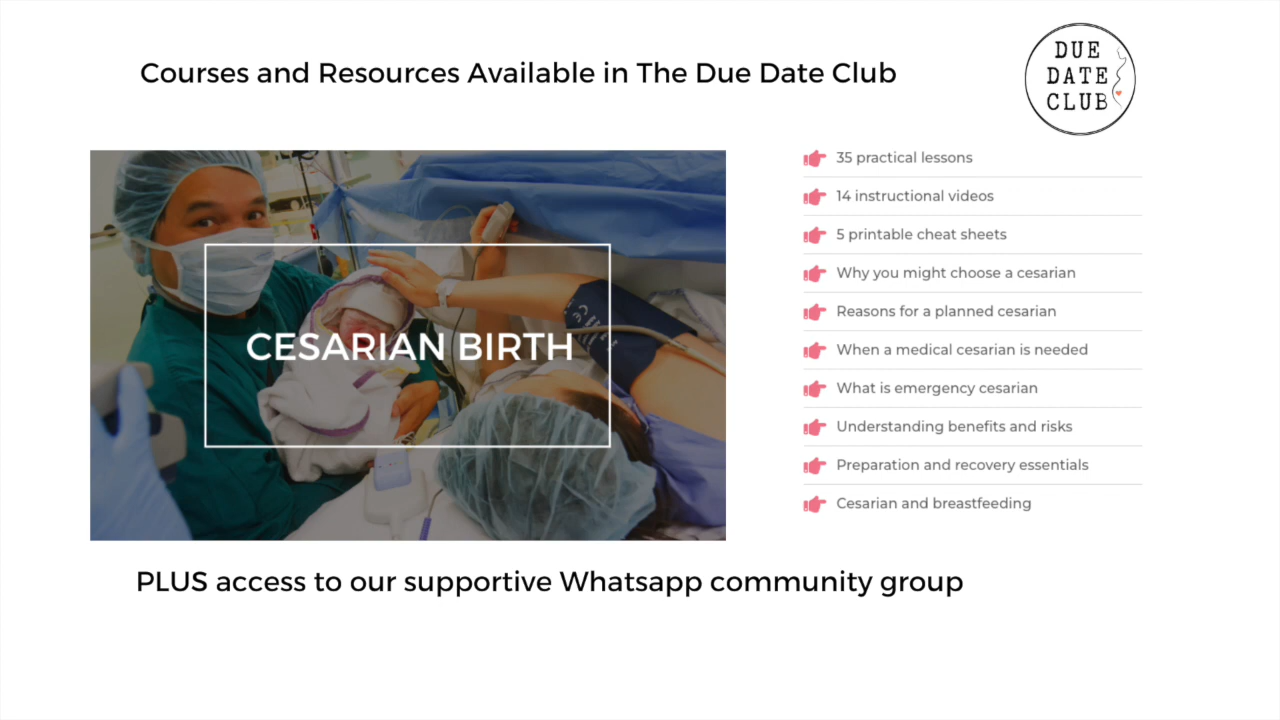 Courses and Resources Available in The Due Date Club
DUE
DATE
CLUB
CESARIAN BIRTH
35 practical lessons
14 instructional videos
5 printable cheat sheets
Why you might choose a cesarian
Reasons for a planned cesarian
When a medical cesarian is needed
What is emergency cesarian
Understanding benefits and risks
Preparation and recovery essentials
Cesarian and breastfeeding
PLUS access to our supportive Whatsapp community group